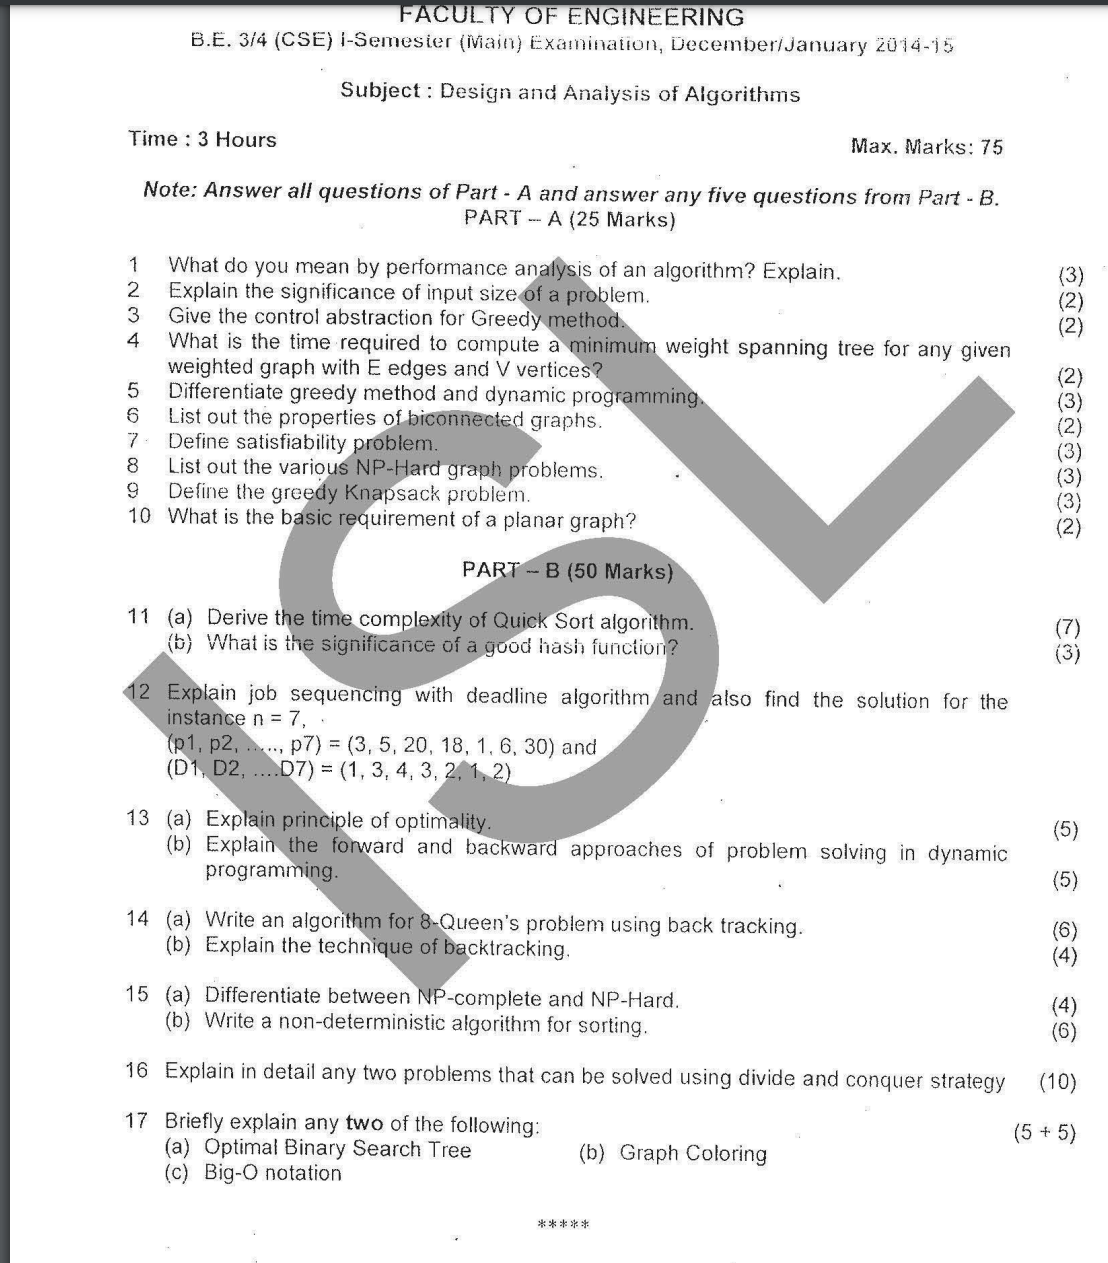 FACULTY OF ENGINEERING
B.E. 3/4 (CSE) I-Semester (Main) Examination, December/January 2014-15
Subject : Design and Analysis of Algorithms
Time : 3 Hours
Max. Marks: 75
Note: Answer all questions of Part - A and answer any five questions from Part - B.
PART – A (25 Marks)
1 What do you mean by performance analysis of an algorithm? Explain. (3)
2 Explain the significance of input size of a problem. (2)
3 Give the control abstraction for Greedy method. (2)
4 What is the time required to compute a minimum weight spanning tree for any given
weighted graph with E edges and V vertices? (2)
5 Differentiate greedy method and dynamic programming. (3)
6 List out the properties of biconnected graphs. (2)
7 Define satisfiability problem. (3)
8 List out the various NP-Hard graph problems. (3)
9 Define the greedy Knapsack problem. (3)
10 What is the basic requirement of a planar graph? (2)
PART – B (50 Marks)
11 (a) Derive the time complexity of Quick Sort algorithm. (7)
(b) What is the significance of a good hash function? (3)
12 Explain job sequencing with deadline algorithm and also find the solution for the
instance n = 7,
(p1, p2, ....., p7) = (3, 5, 20, 18, 1, 6, 30) and
(D1, D2, ....D7) = (1, 3, 4, 3, 2, 1, 2)
13 (a) Explain principle of optimality. (5)
(b) Explain the forward and backward approaches of problem solving in dynamic
programming. (5)
14 (a) Write an algorithm for 8-Queen's problem using back tracking. (6)
(b) Explain the technique of backtracking. (4)
15 (a) Differentiate between NP-complete and NP-Hard. (4)
(b) Write a non-deterministic algorithm for sorting. (6)
16 Explain in detail any two problems that can be solved using divide and conquer strategy (10)
17 Briefly explain any two of the following: (5 + 5)
(a) Optimal Binary Search Tree (b) Graph Coloring
(c) Big-O notation
*****
ISL